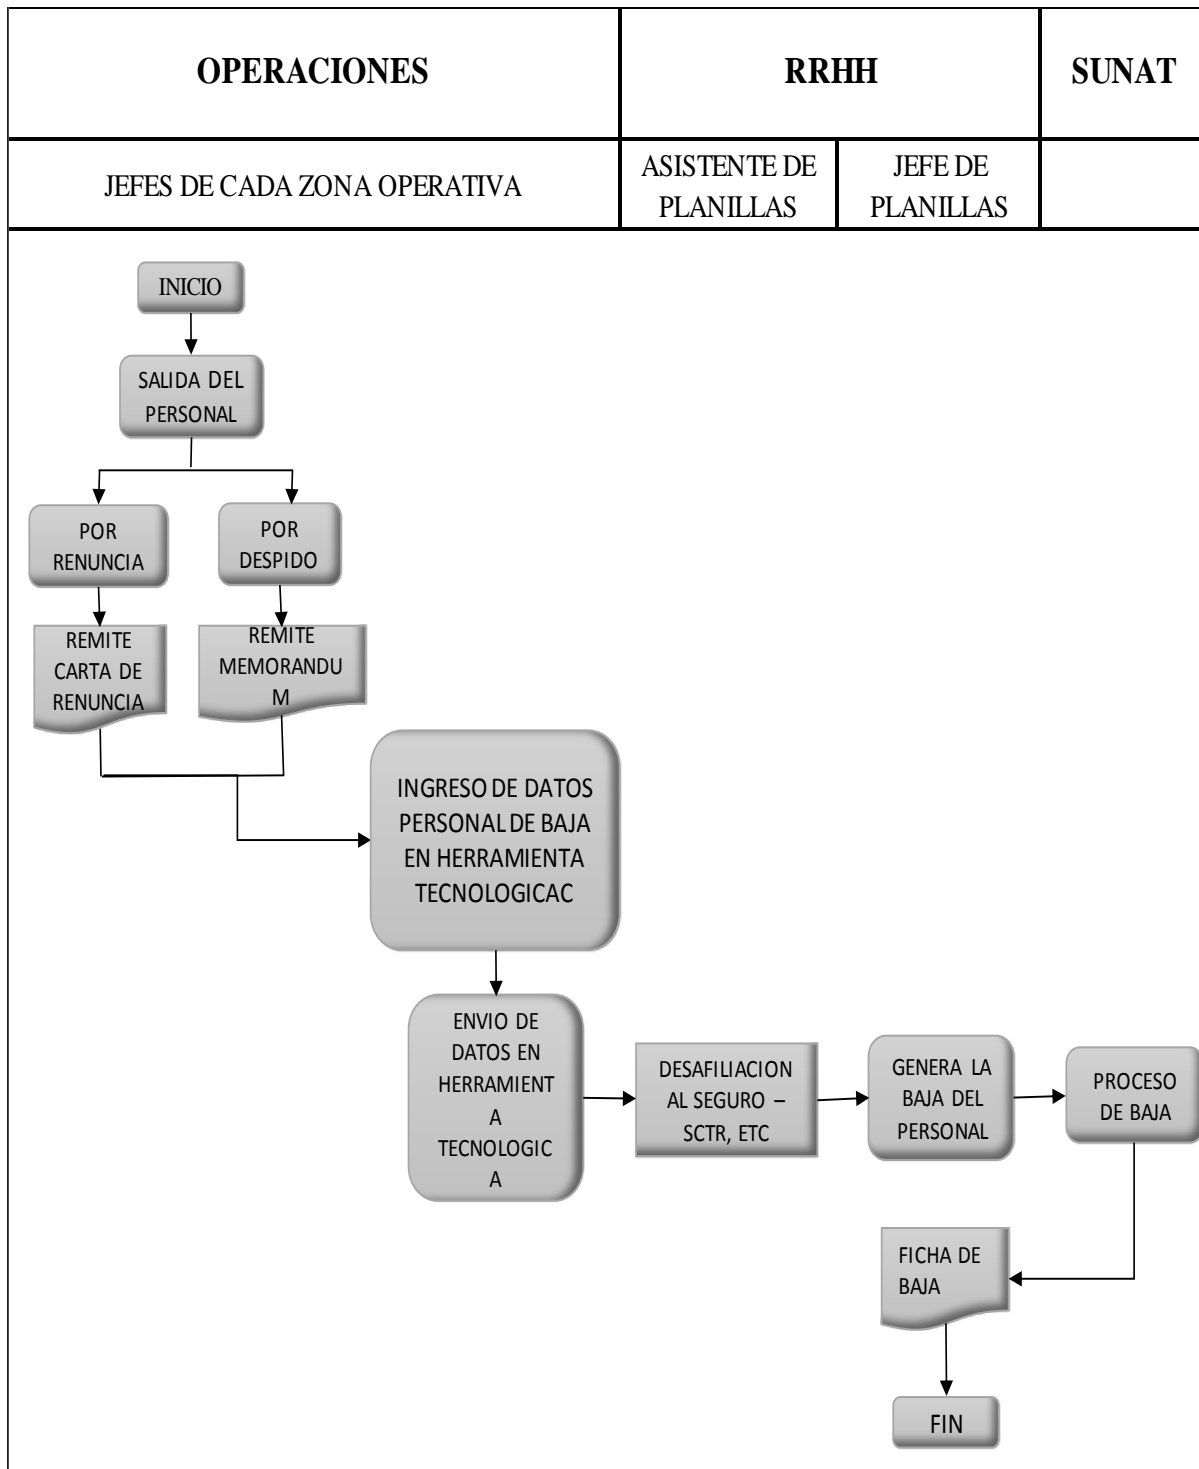 OPERACIONES
RRHH
SUNAT
JEFES DE CADA ZONA OPERATIVA
ASISTENTE DE
PLANILLAS
JEFE DE
PLANILLAS
INICIO
SALIDA DEL
PERSONAL
POR
RENUNCIA
POR
DESPIDO
REMITE
CARTA DE
RENUNCIA
REMITE
MEMORANDU
M
INGRESO DE DATOS
PERSONAL DE BAJA
EN HERRAMIENTA
TECNOLOGICAC
ENVIO DE
DATOS EN
HERRAMIENT
A
TECNOLOGIC
A
DESAFILIACION
AL SEGURO –
SCTR, ETC
GENERA LA
BAJA DEL
PERSONAL
PROCESO
DE BAJA
FICHA DE
BAJA
FIN